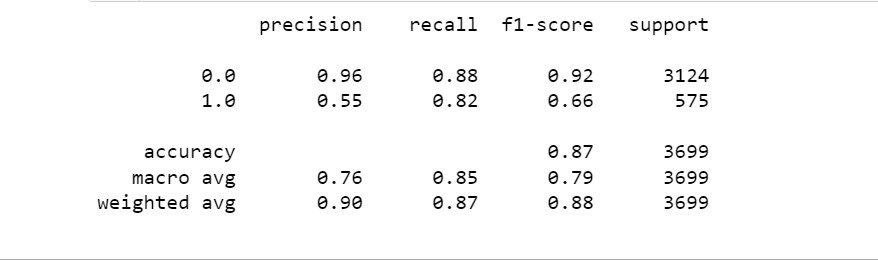 precision recall f1-score support
0.0 0.96 0.88 0.92 3124
1.0 0.55 0.82 0.66 575
accuracy 0.87 3699
macro avg 0.76 0.85 0.79 3699
weighted avg 0.90 0.87 0.88 3699